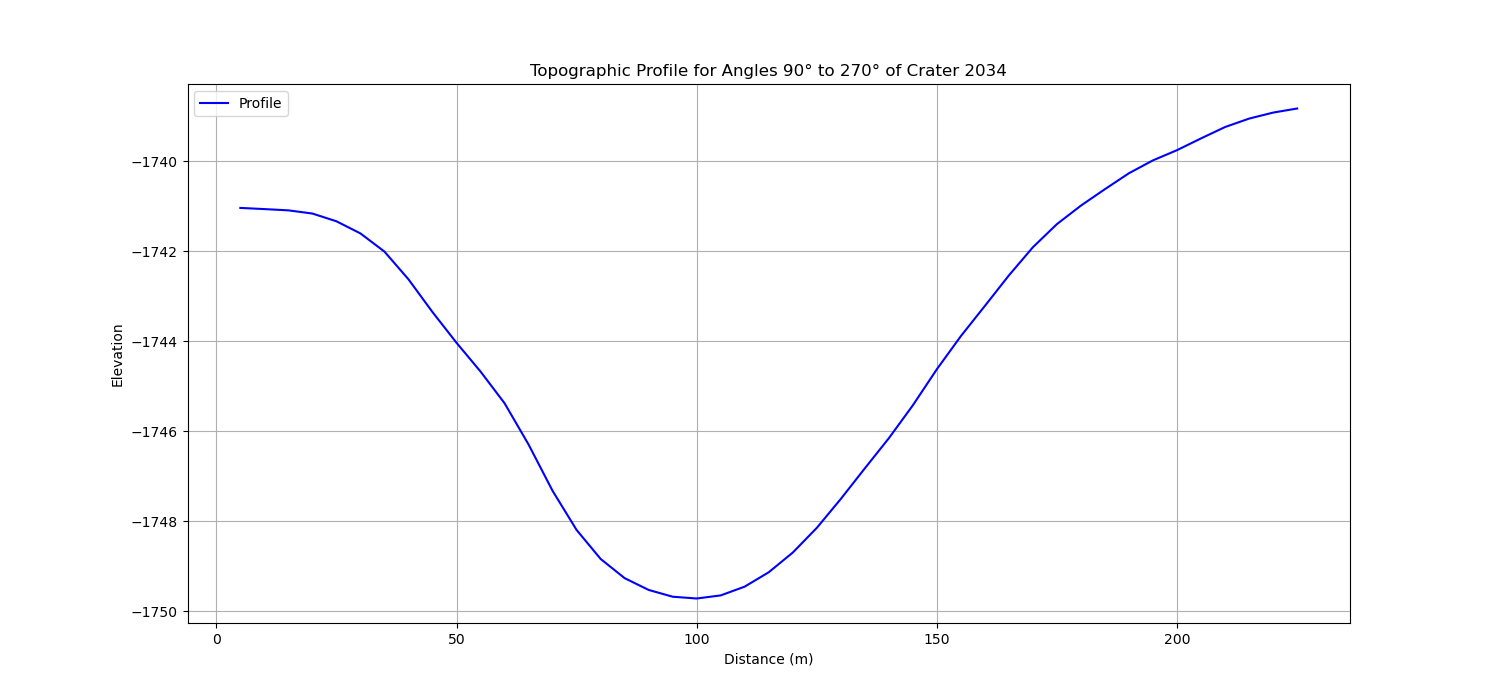 Topographic Profile for Angles 90° to 270° of Crater 2034
Profile
−1740
−1742
−1744
−1746
−1748
−1750
Elevation
0
50
100
150
200
Distance (m)